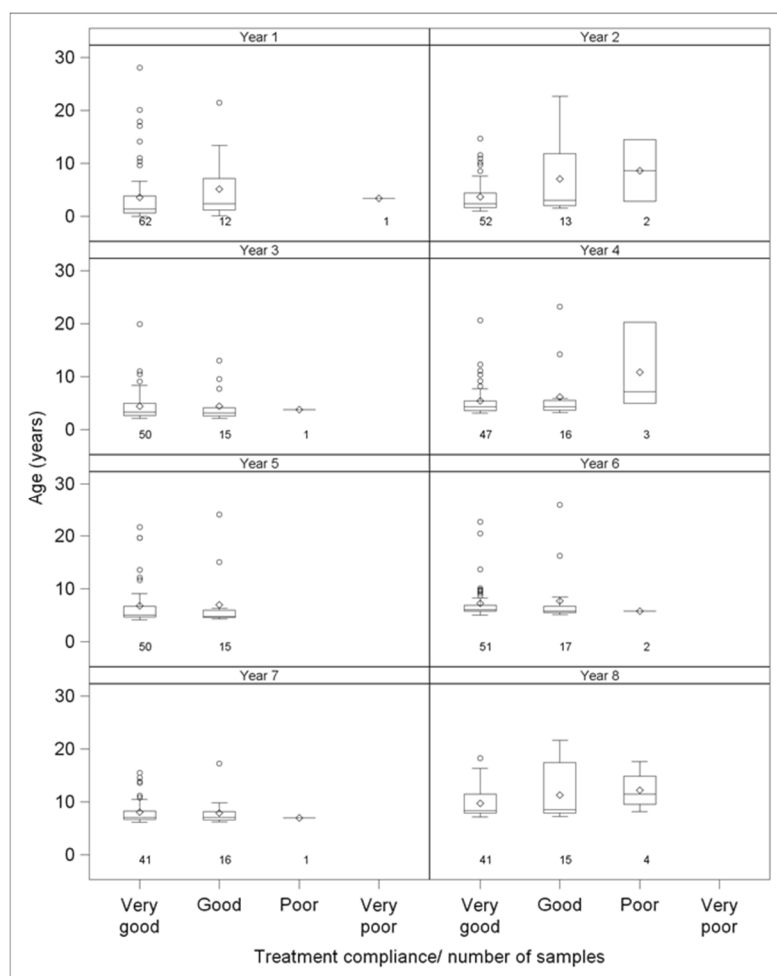 Year 1 Year 2
30
20
10
0
62 12 1 52 13 2
Year 3 Year 4
30
20
10
0
50 15 1 47 16 3
Year 5 Year 6
30
20
10
0
50 15 51 17 2
Year 7 Year 8
30
20
10
0
41 16 1 41 15 4
Age (years)
Very good Good Poor Very poor Very good Good Poor Very poor
Treatment compliance/ number of samples